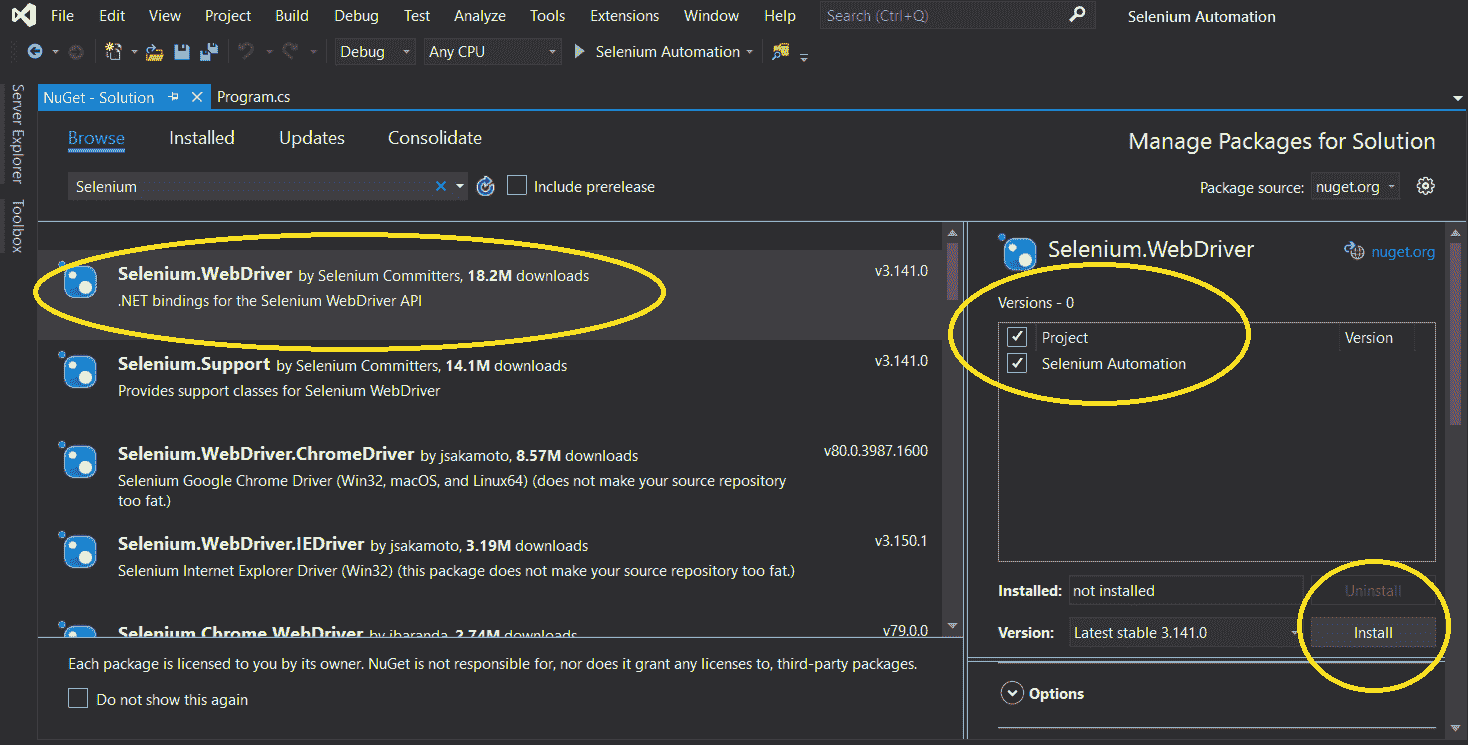 File Edit View Project Build Debug Test Analyze Tools Extensions Window Help Search (Ctrl+Q) Selenium Automation
Debug Any CPU Selenium Automation
Server Explorer
Toolbox
NuGet - Solution Program.cs
Browse Installed Updates Consolidate
Manage Packages for Solution
Selenium Include prerelease
Package source: nuget.org
Selenium.WebDriver by Selenium Committers, 18.2M downloads v3.141.0
.NET bindings for the Selenium WebDriver API
Selenium.Support by Selenium Committers, 14.1M downloads v3.141.0
Provides support classes for Selenium WebDriver
Selenium.WebDriver.ChromeDriver by jsakamoto, 8.57M downloads v80.0.3987.1600
Selenium Google Chrome Driver (Win32, macOS, and Linux64) (does not make your source repository
too fat.)
Selenium.WebDriver.IEDriver by jsakamoto, 3.19M downloads v3.150.1
Selenium Internet Explorer Driver (Win32) (this package does not make your source repository too fat.)
Selenium.Chrome.WebDriver by jbaranda, 2.74M downloads v79.0.0
Each package is licensed to you by its owner. NuGet is not responsible for, nor does it grant any licenses to, third-party packages.
Do not show this again
Selenium.WebDriver nuget.org
Versions - 0
Project Version
Selenium Automation
Installed: not installed Uninstall
Version: Latest stable 3.141.0 Install
Options